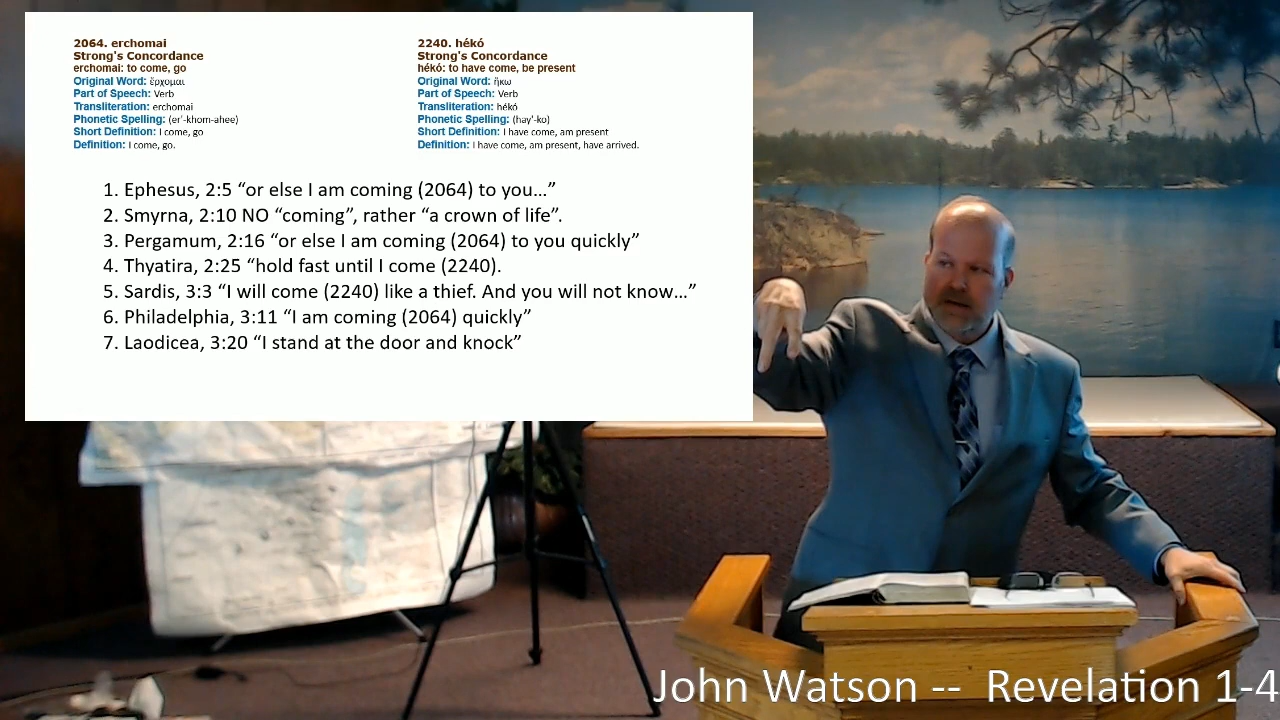 2064. erchomai
Strong's Concordance
erchomai: to come, go
Original Word: ἔρχομαι
Part of Speech: Verb
Transliteration: erchomai
Phonetic Spelling: (er'-khom-ahee)
Short Definition: I come, go
Definition: I come, go.
2240. hékó
Strong's Concordance
hékó: to have come, be present
Original Word: ἥκω
Part of Speech: Verb
Transliteration: hékó
Phonetic Spelling: (hay'-ko)
Short Definition: I have come, am present
Definition: I have come, am present, have arrived.
1. Ephesus, 2:5 “or else I am coming (2064) to you…”
2. Smyrna, 2:10 NO “coming”, rather “a crown of life”.
3. Pergamum, 2:16 “or else I am coming (2064) to you quickly”
4. Thyatira, 2:25 “hold fast until I come (2240).
5. Sardis, 3:3 “I will come (2240) like a thief. And you will not know…”
6. Philadelphia, 3:11 “I am coming (2064) quickly”
7. Laodicea, 3:20 “I stand at the door and knock”
John Watson -- Revelation 1-4